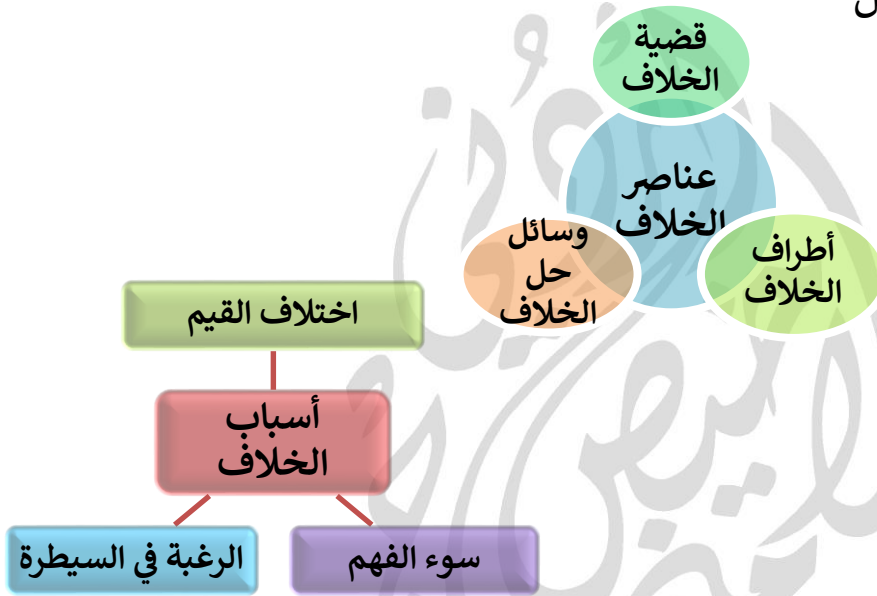 قضية
الخلاف
عناصر
الخلاف
أطراف
الخلاف
وسائل
حل
الخلاف
اختلاف القيم
أسباب
الخلاف
سوء الفهم
الرغبة في السيطرة